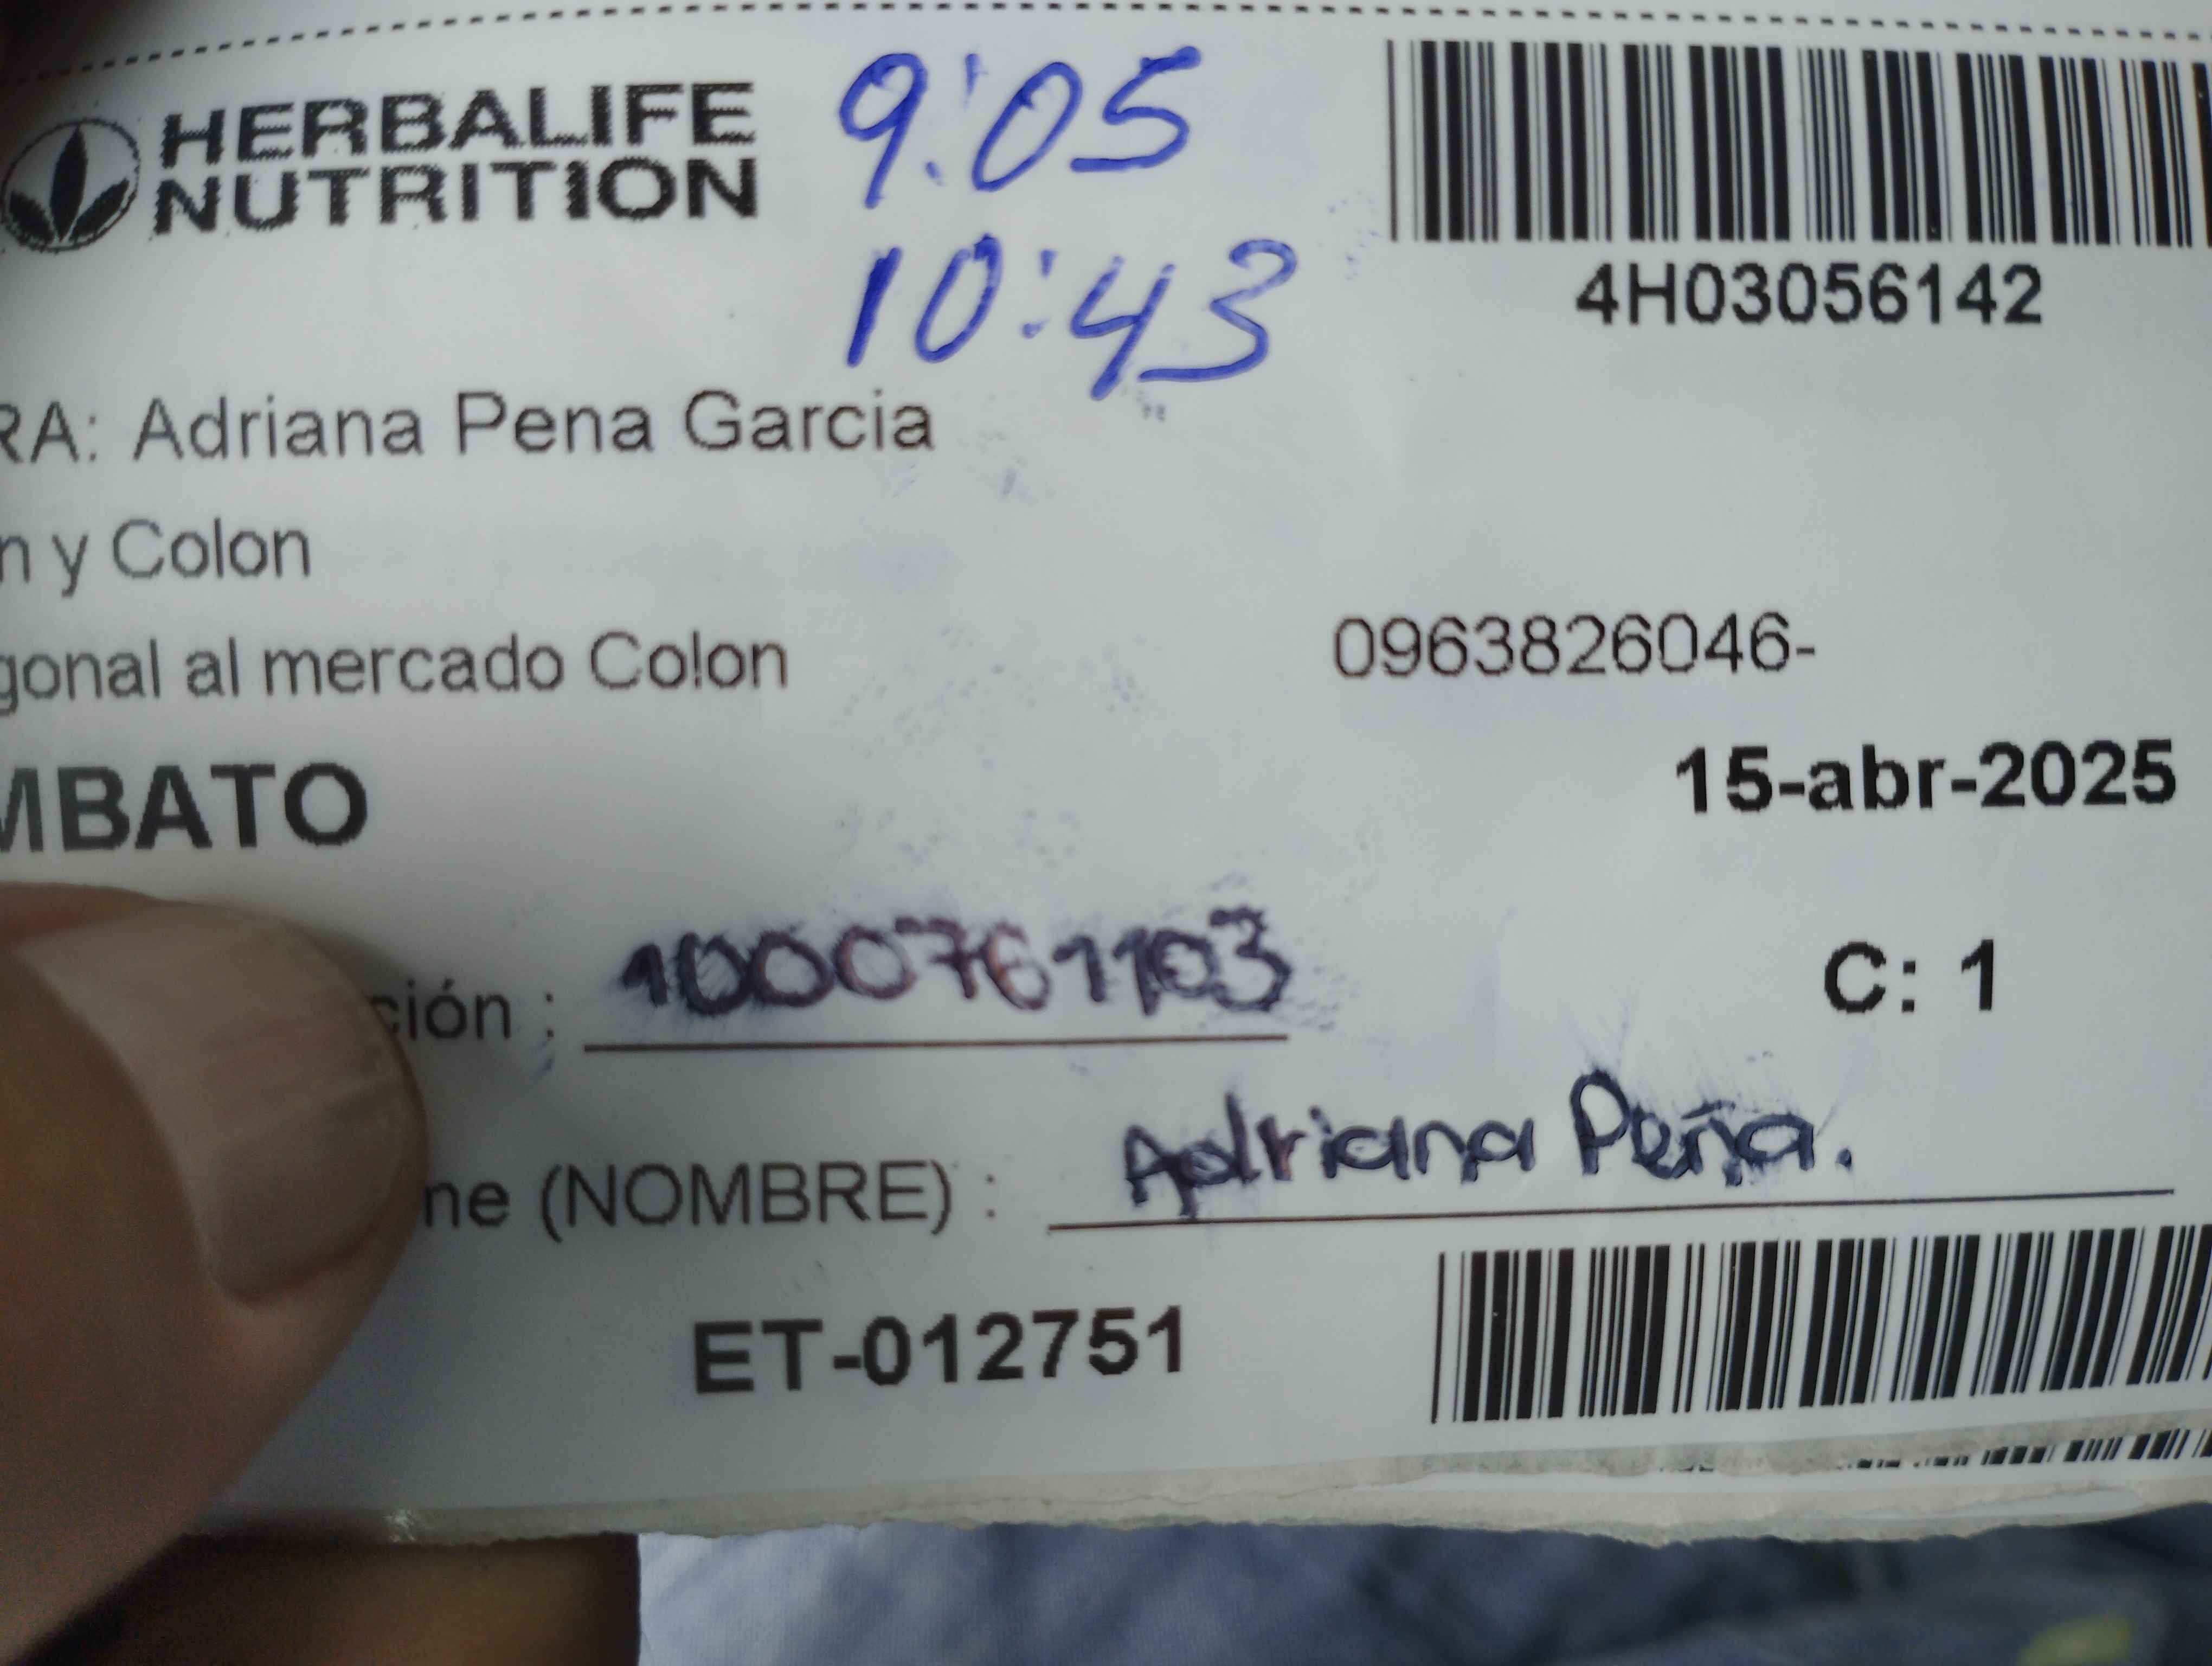 HERBALIFE
NUTRITION
9:05
10:43
4H03056142
RA: Adriana Pena Garcia
n y Colon
gonal al mercado Colon
0963826046-
MBATO
15-abr-2025
ción : 1000761103
C: 1
ne (NOMBRE) : Adriana Peña.
ET-012751